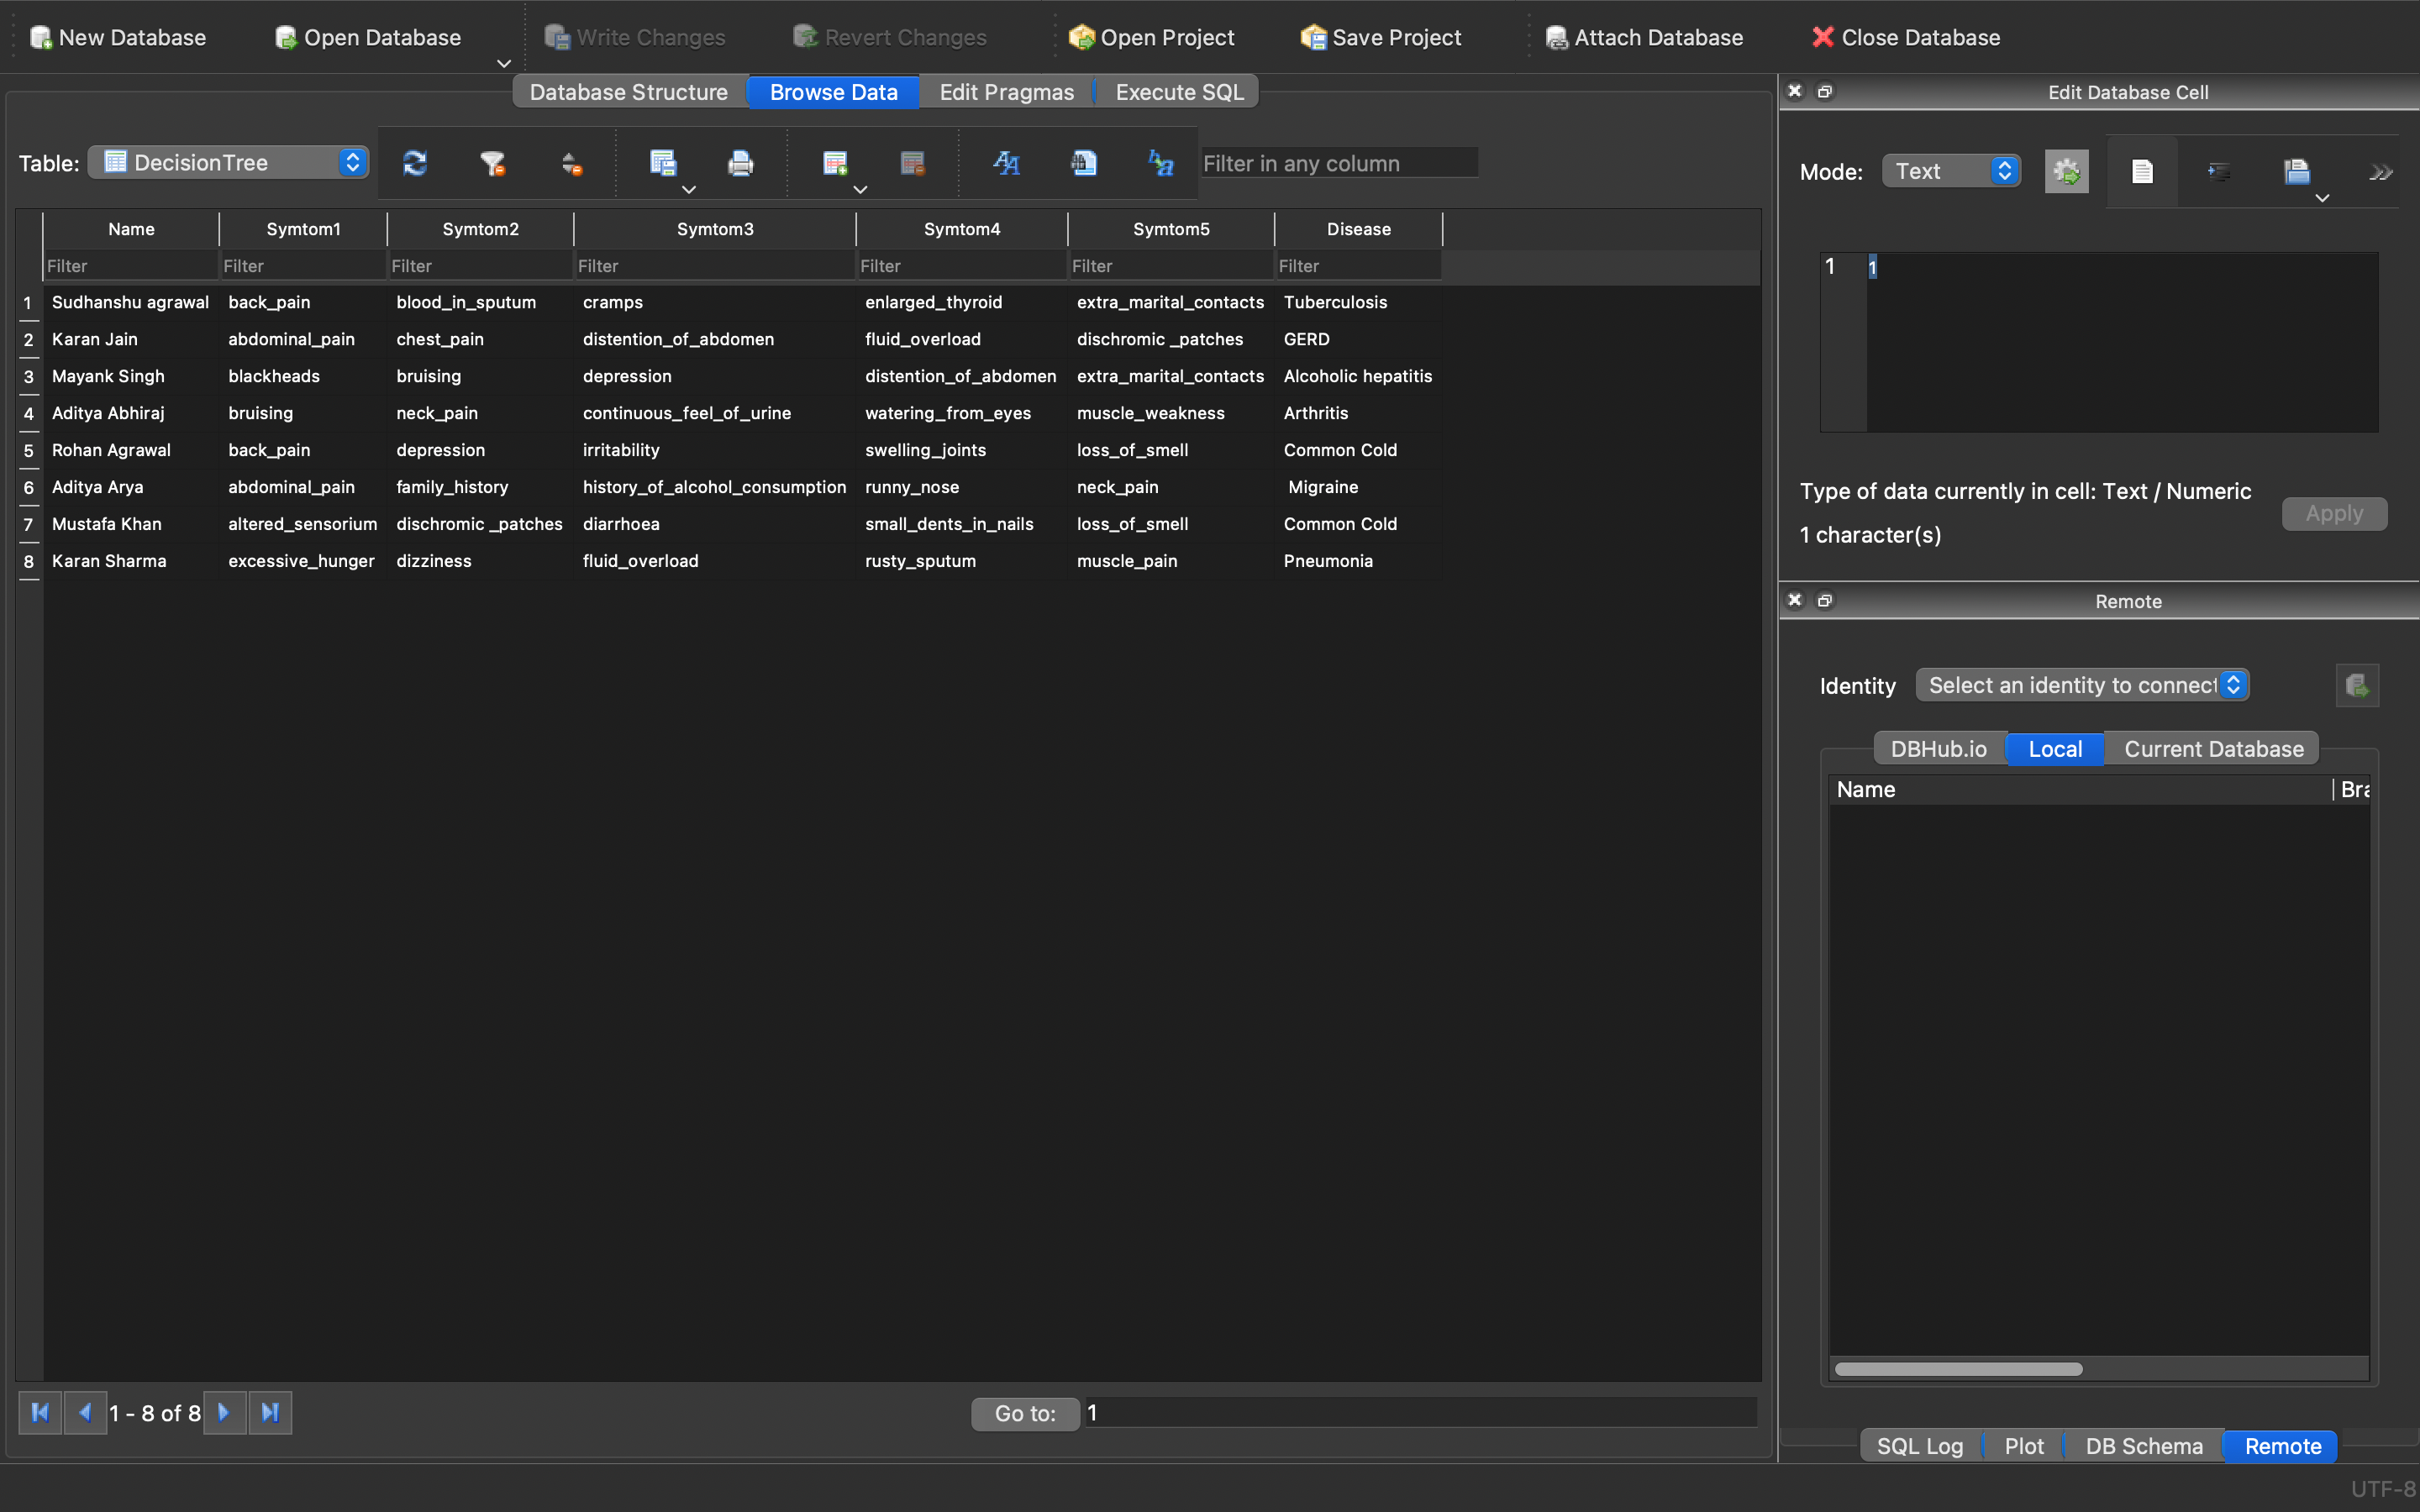 New Database Open Database Write Changes Revert Changes Open Project Save Project Attach Database Close Database
Database Structure Browse Data Edit Pragmas Execute SQL
Table: DecisionTree Filter in any column
Name Symtom1 Symtom2 Symtom3 Symtom4 Symtom5 Disease
Filter Filter Filter Filter Filter Filter Filter
1 Sudhanshu agrawal back_pain blood_in_sputum cramps enlarged_thyroid extra_marital_contacts Tuberculosis
2 Karan Jain abdominal_pain chest_pain distention_of_abdomen fluid_overload dischromic _patches GERD
3 Mayank Singh blackheads bruising depression distention_of_abdomen extra_marital_contacts Alcoholic hepatitis
4 Aditya Abhiraj bruising neck_pain continuous_feel_of_urine watering_from_eyes muscle_weakness Arthritis
5 Rohan Agrawal back_pain depression irritability swelling_joints loss_of_smell Common Cold
6 Aditya Arya abdominal_pain family_history history_of_alcohol_consumption runny_nose neck_pain Migraine
7 Mustafa Khan altered_sensorium dischromic _patches diarrhoea small_dents_in_nails loss_of_smell Common Cold
8 Karan Sharma excessive_hunger dizziness fluid_overload rusty_sputum muscle_pain Pneumonia
1 - 8 of 8 Go to: 1
Edit Database Cell
Mode: Text
1 1
Type of data currently in cell: Text / Numeric
1 character(s)
Apply
Remote
Identity Select an identity to connect
DBHub.io Local Current Database
Name Bra
SQL Log Plot DB Schema Remote
UTF-8